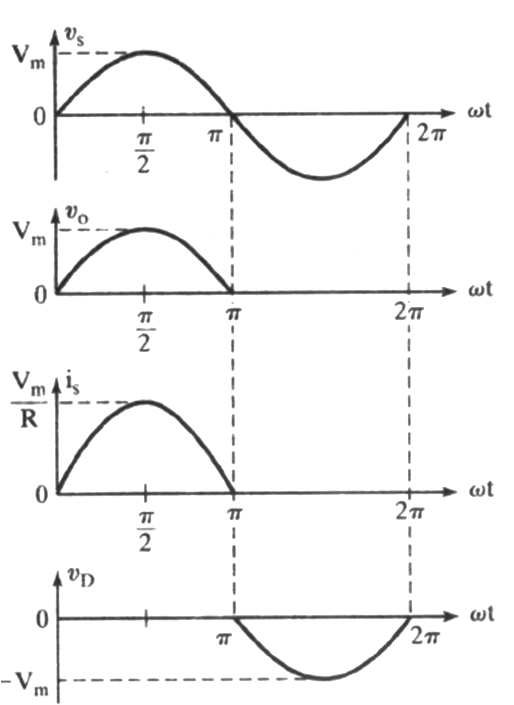 v_s
V_m
0 π/2 π 2π ωt
v_o
V_m
0 π/2 π 2π ωt
i_s
V_m/R
0 π/2 π 2π ωt
v_D
0 π 2π ωt
-V_m